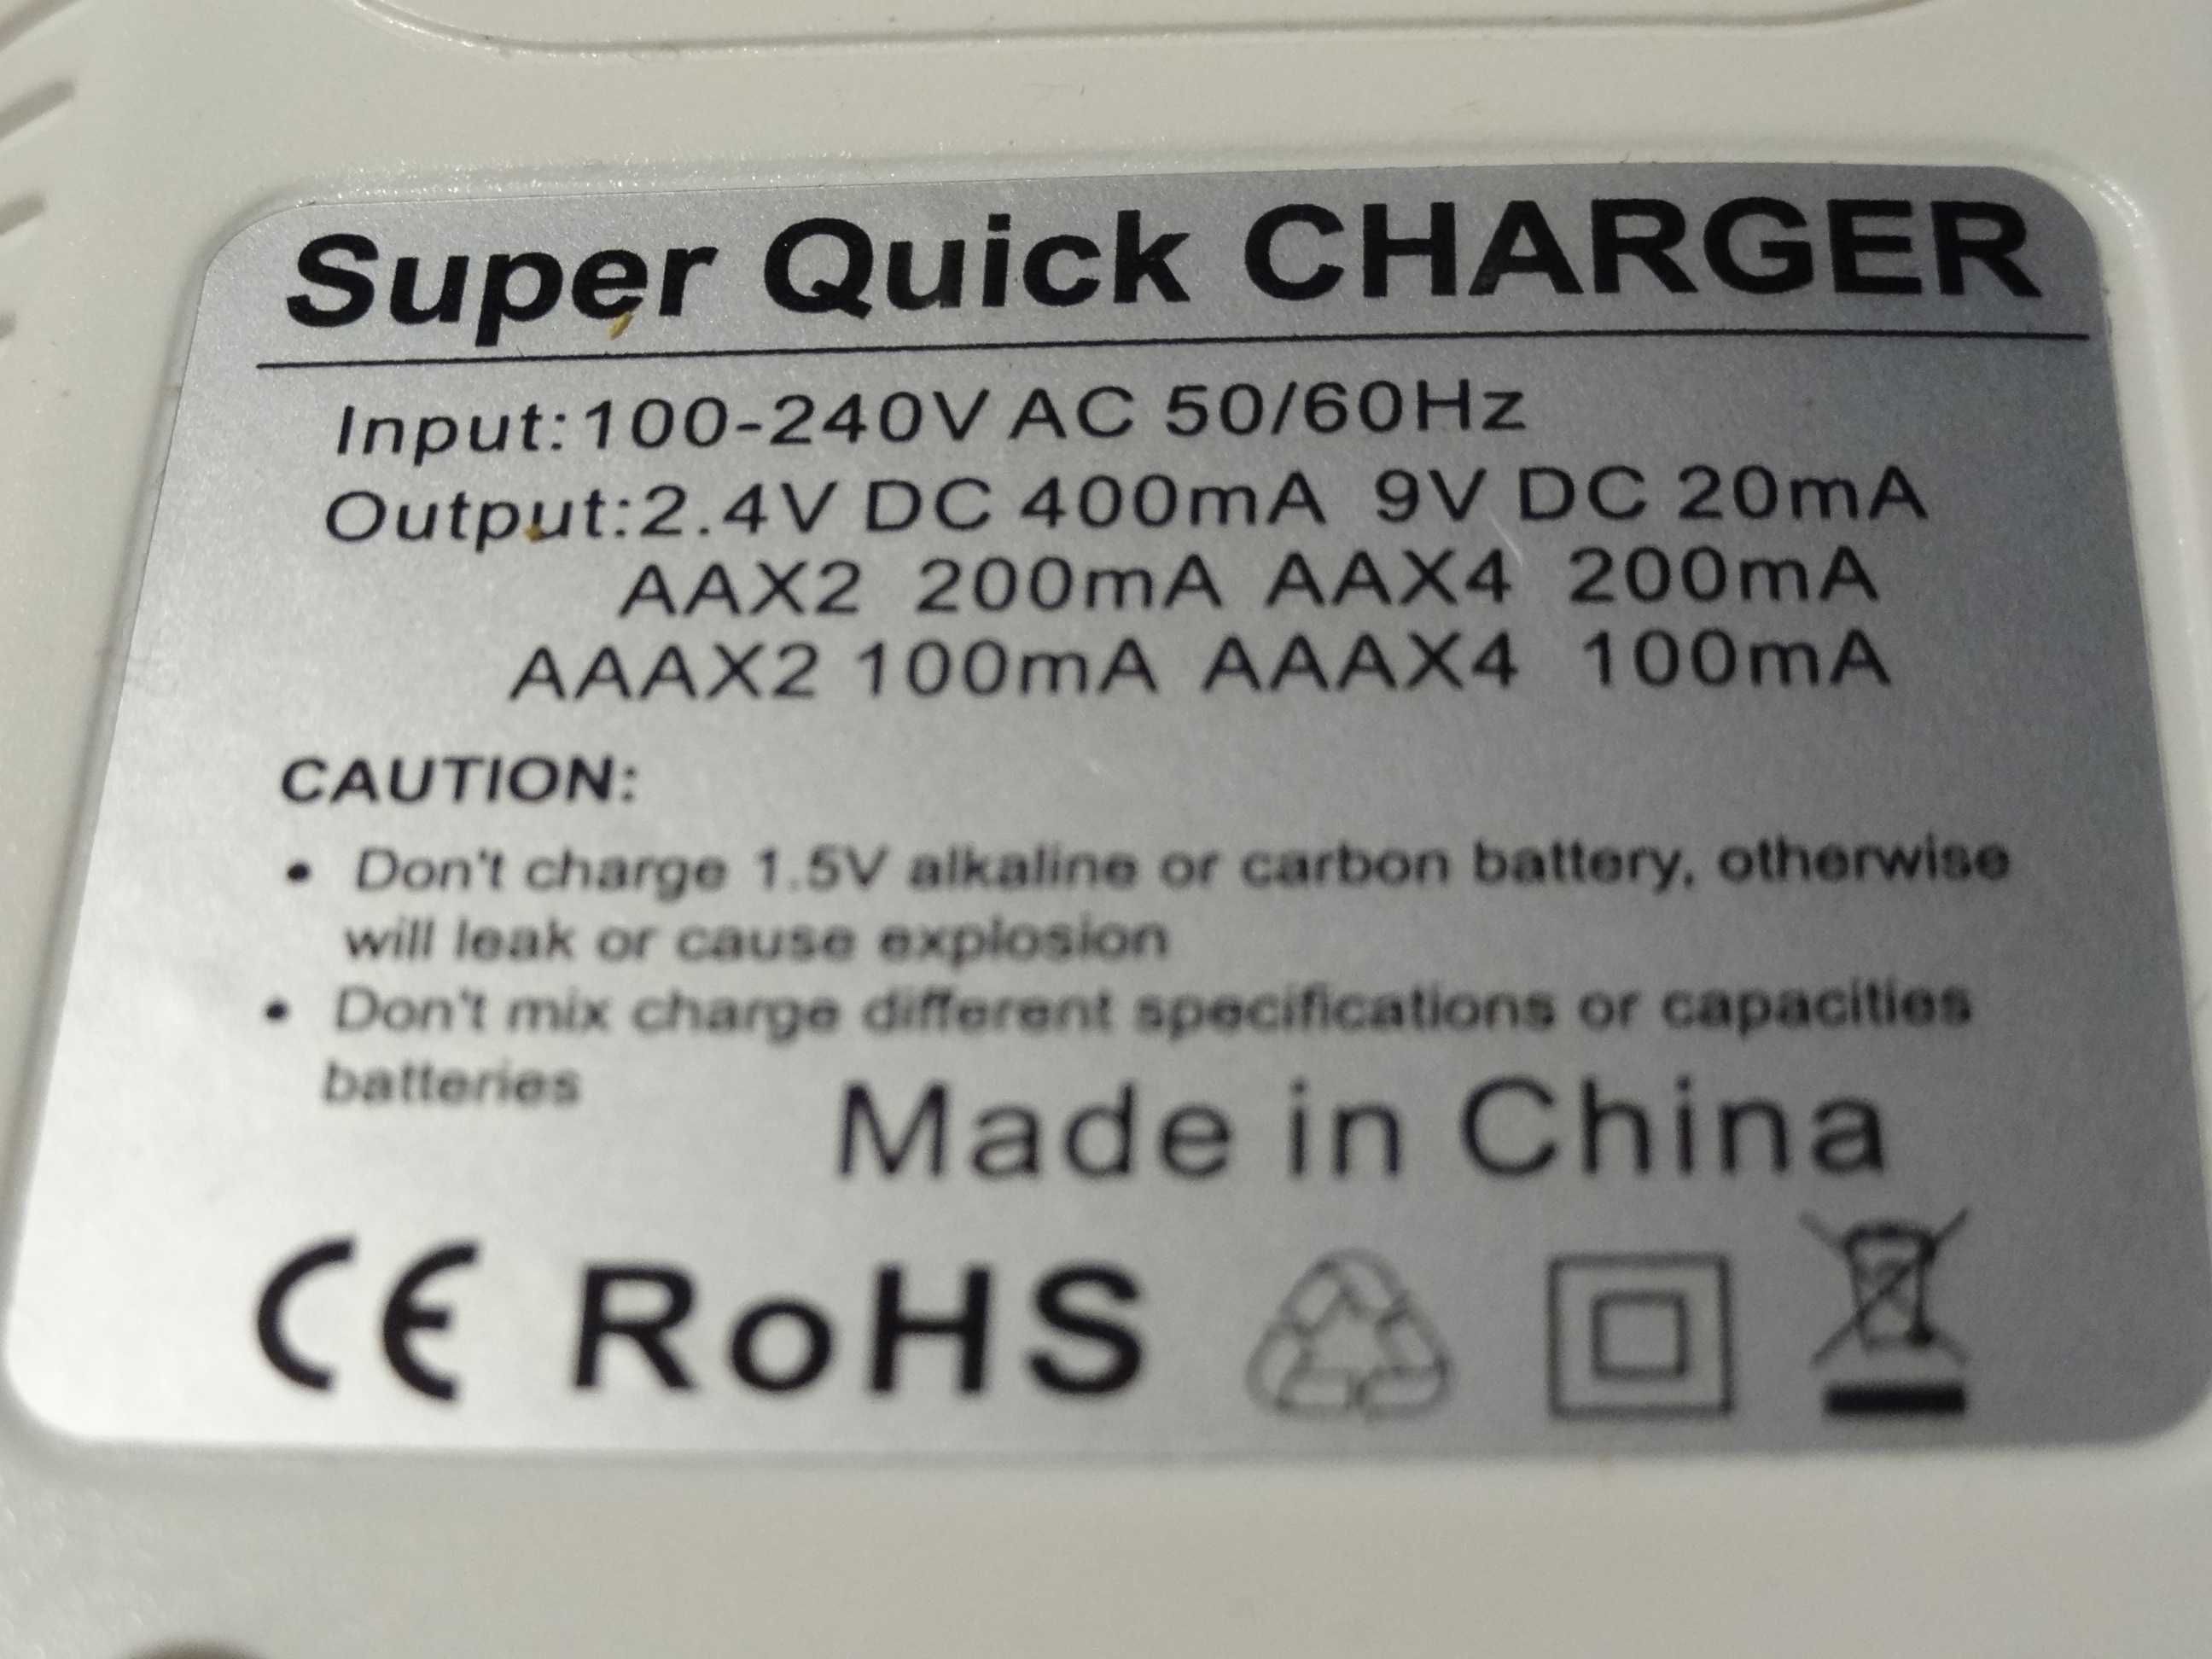 Super Quick CHARGER
Input:100-240V AC 50/60Hz
Output:2.4V DC 400mA 9V DC 20mA
AAX2 200mA AAX4 200mA
AAAX2 100mA AAAX4 100mA
CAUTION:
• Don't charge 1.5V alkaline or carbon battery, otherwise
will leak or cause explosion
• Don't mix charge different specifications or capacities
batteries
Made in China
CE RoHS